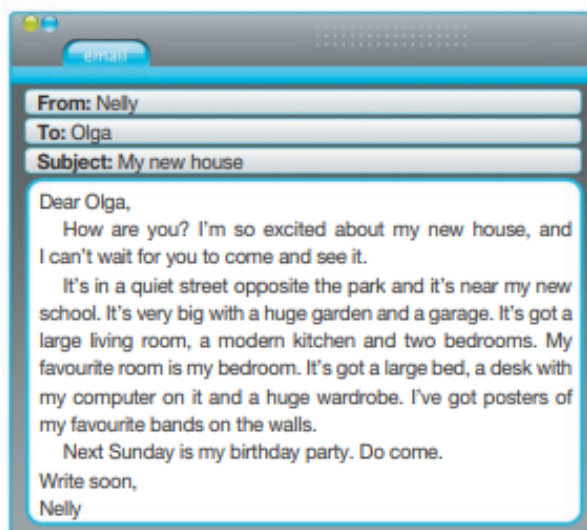 email
From: Nelly
To: Olga
Subject: My new house
Dear Olga,
How are you? I'm so excited about my new house, and
I can't wait for you to come and see it.
It's in a quiet street opposite the park and it's near my new
school. It's very big with a huge garden and a garage. It's got a
large living room, a modern kitchen and two bedrooms. My
favourite room is my bedroom. It's got a large bed, a desk with
my computer on it and a huge wardrobe. I've got posters of
my favourite bands on the walls.
Next Sunday is my birthday party. Do come.
Write soon,
Nelly